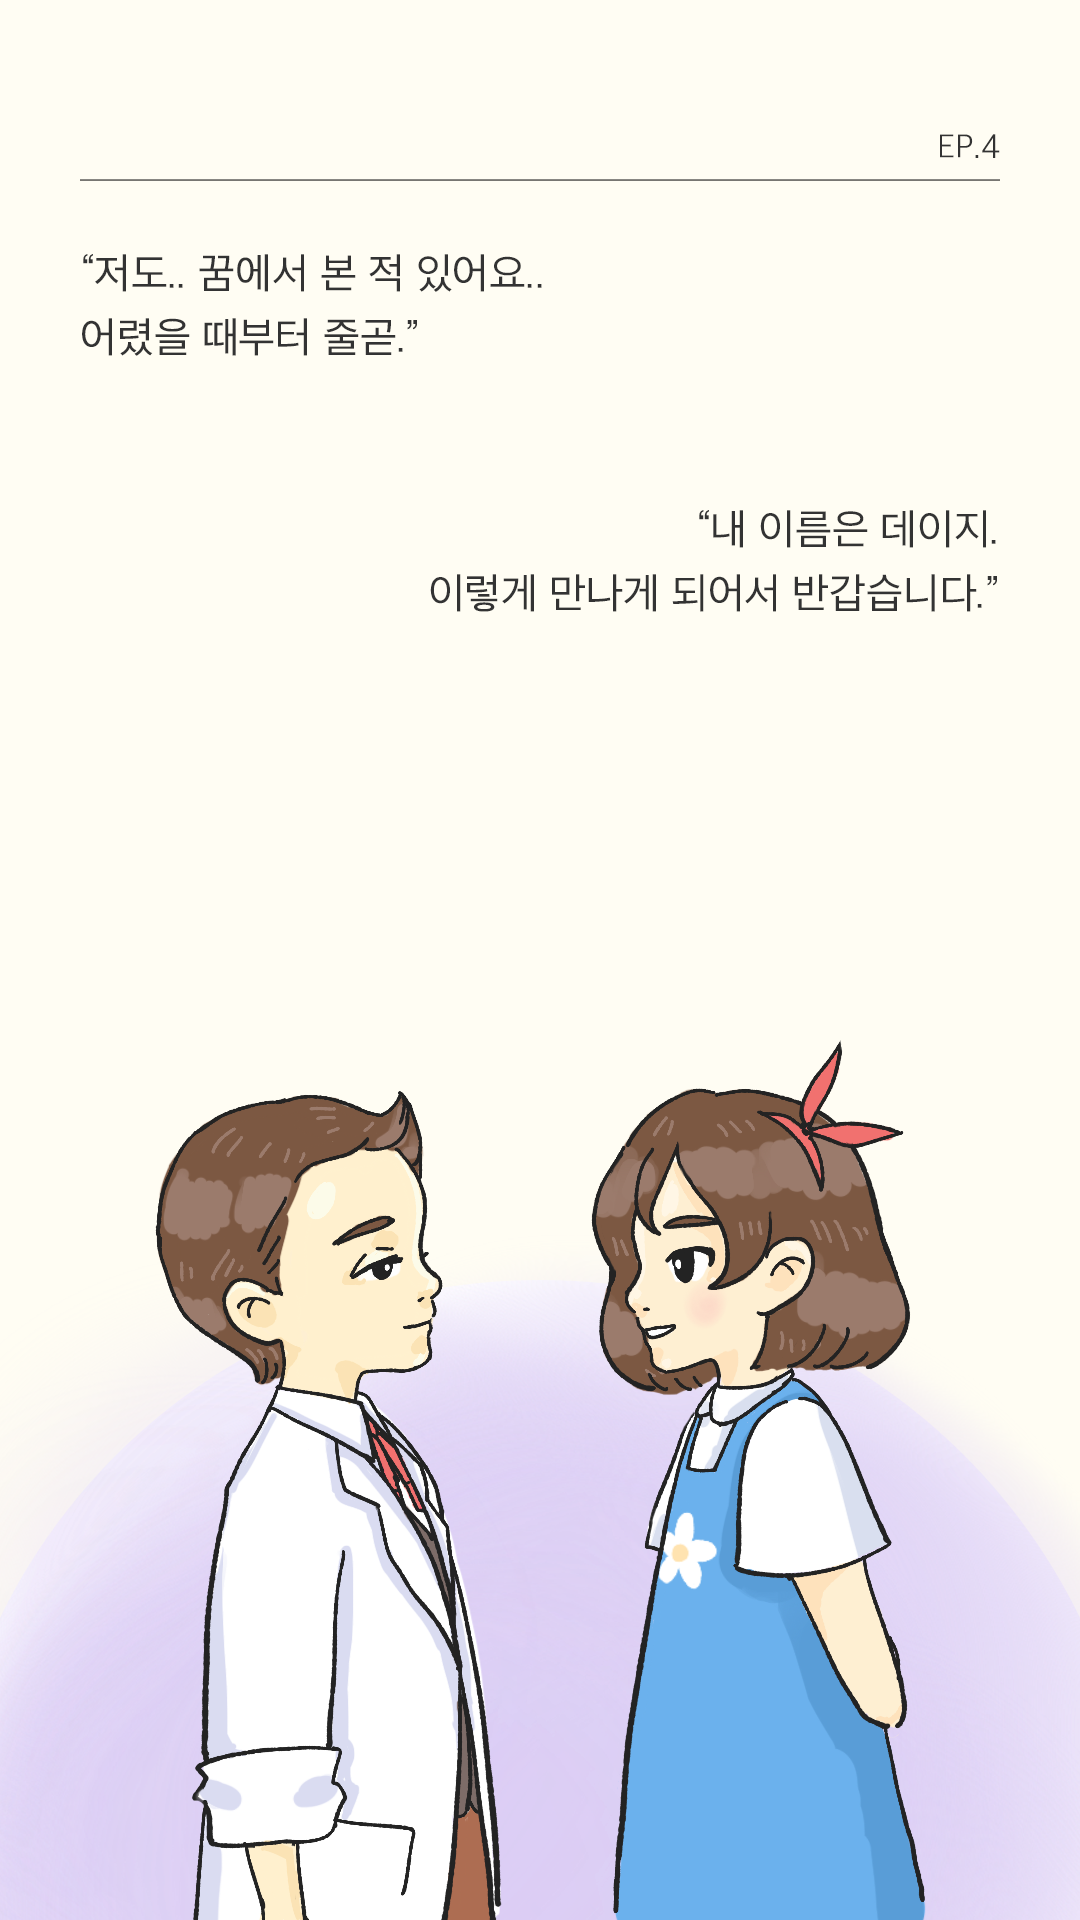 EP.4
“저도.. 꿈에서 본 적 있어요..
어렸을 때부터 줄곧.”
“내 이름은 데이지.
이렇게 만나게 되어서 반갑습니다.”